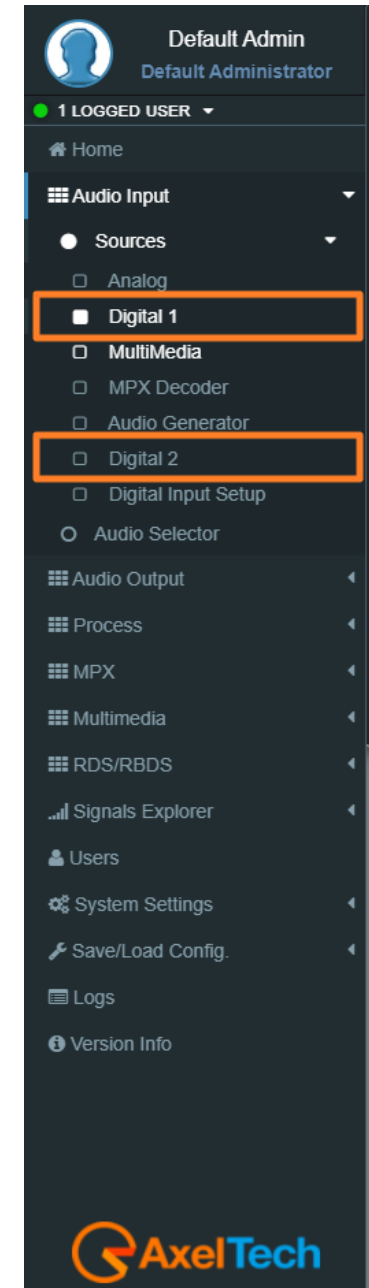 Default Admin
Default Administrator
1 LOGGED USER
Home
Audio Input
Sources
Analog
Digital 1
MultiMedia
MPX Decoder
Audio Generator
Digital 2
Digital Input Setup
Audio Selector
Audio Output
Process
MPX
Multimedia
RDS/RBDS
Signals Explorer
Users
System Settings
Save/Load Config.
Logs
Version Info
AxelTech